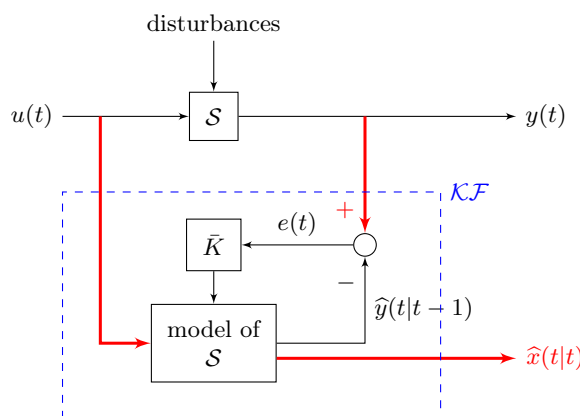 disturbances
u(t)
𝒮
y(t)
𝒦ℱ
+
e(t)
K̄
−
ŷ(t|t − 1)
model of
𝒮
x̂(t|t)